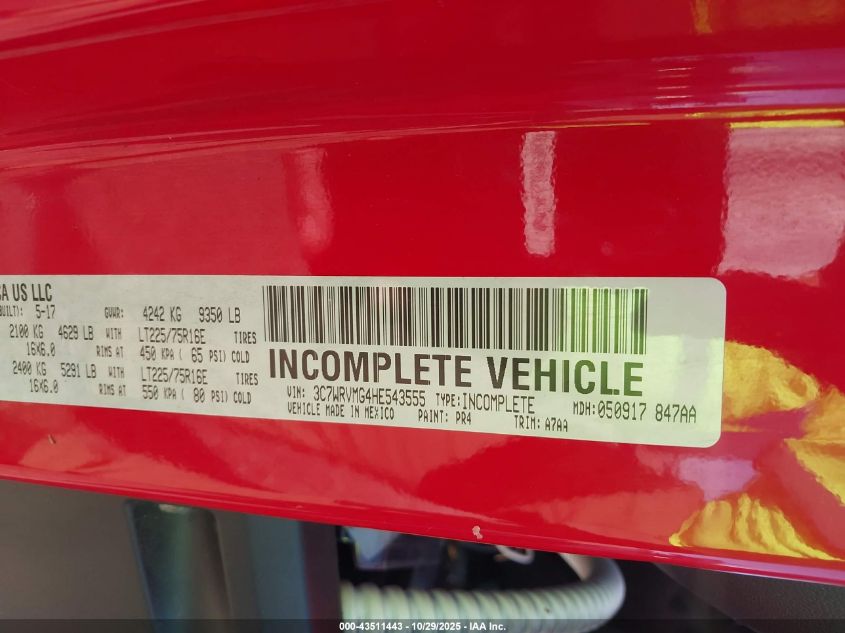 CA US LLC
BUILT): 5-17 GVWR: 4242 KG 9350 LB
2100 KG 4629 LB WITH LT225/75R16E TIRES
16X6.0 RIMS AT 450 KPA ( 65 PSI) COLD
2400 KG 5291 LB WITH LT225/75R16E TIRES
16X6.0 RIMS AT 550 KPA ( 80 PSI) COLD
INCOMPLETE VEHICLE
VIN: 3C7WRVMG4HE543555 TYPE:INCOMPLETE MDH:050917 847AA
VEHICLE MADE IN MEXICO PAINT: PR4 TRIM: A7AA
000-43511443 • 10/29/2025 • IAA Inc.